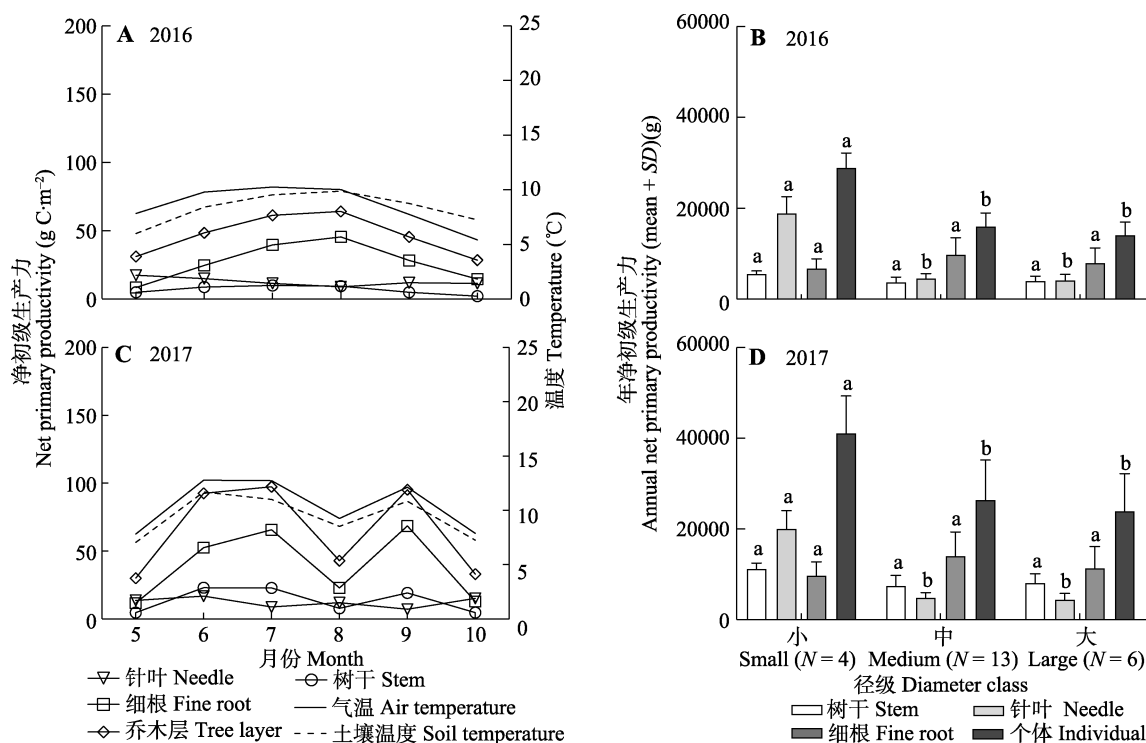 A 2016
200
150
100
50
0
25
20
15
10
5
0
C 2017
200
150
100
50
0
25
20
15
10
5
0
5 6 7 8 9 10
月份 Month
净初级生产力
Net primary productivity (g C·m⁻²)
温度 Temperature (℃)
针叶 Needle
树干 Stem
细根 Fine root
气温 Air temperature
乔木层 Tree layer
土壤温度 Soil temperature
B 2016
60000
40000
20000
0
a a a a
a b a b
a b a b
D 2017
60000
40000
20000
0
a a a a
a b a b
a b a b
小 中 大
Small (N = 4) Medium (N = 13) Large (N = 6)
径级 Diameter class
年净初级生产力
Annual net primary productivity (mean + SD)(g)
树干 Stem
针叶 Needle
细根 Fine root
个体 Individual